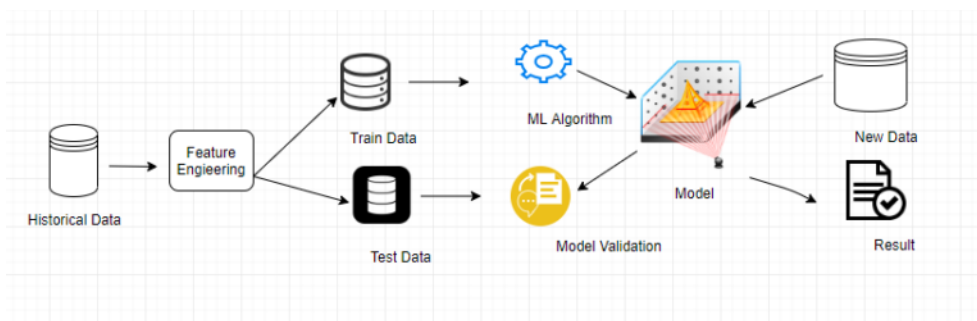 Historical Data
Feature
Engieering
Train Data
Test Data
ML Algorithm
Model Validation
Model
New Data
Result